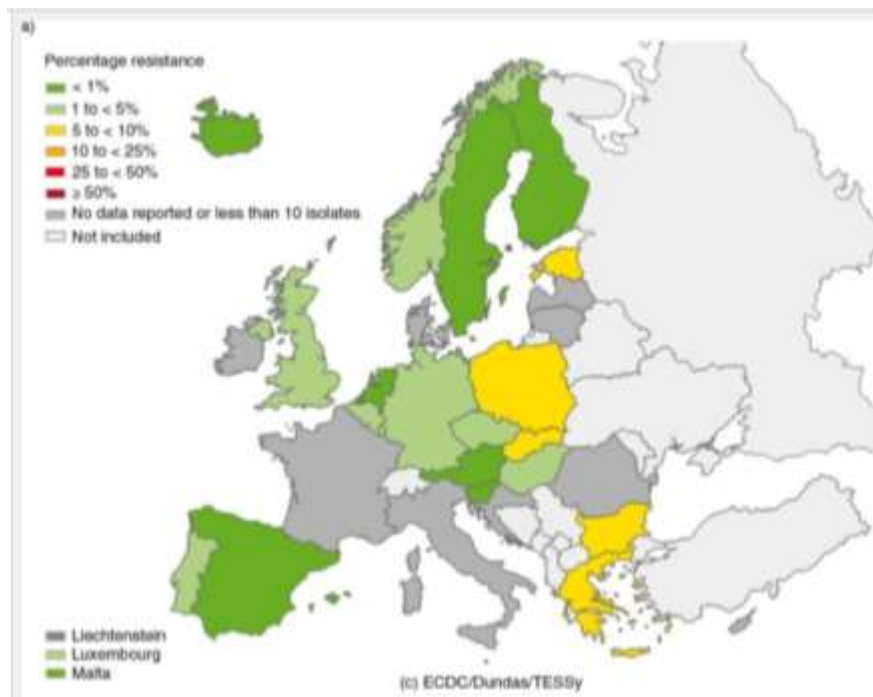 a)
Percentage resistance
< 1%
1 to < 5%
5 to < 10%
10 to < 25%
25 to < 50%
≥ 50%
No data reported or less than 10 isolates
Not included
Liechtenstein
Luxembourg
Malta
(c) ECDC/Dundas/TESSy